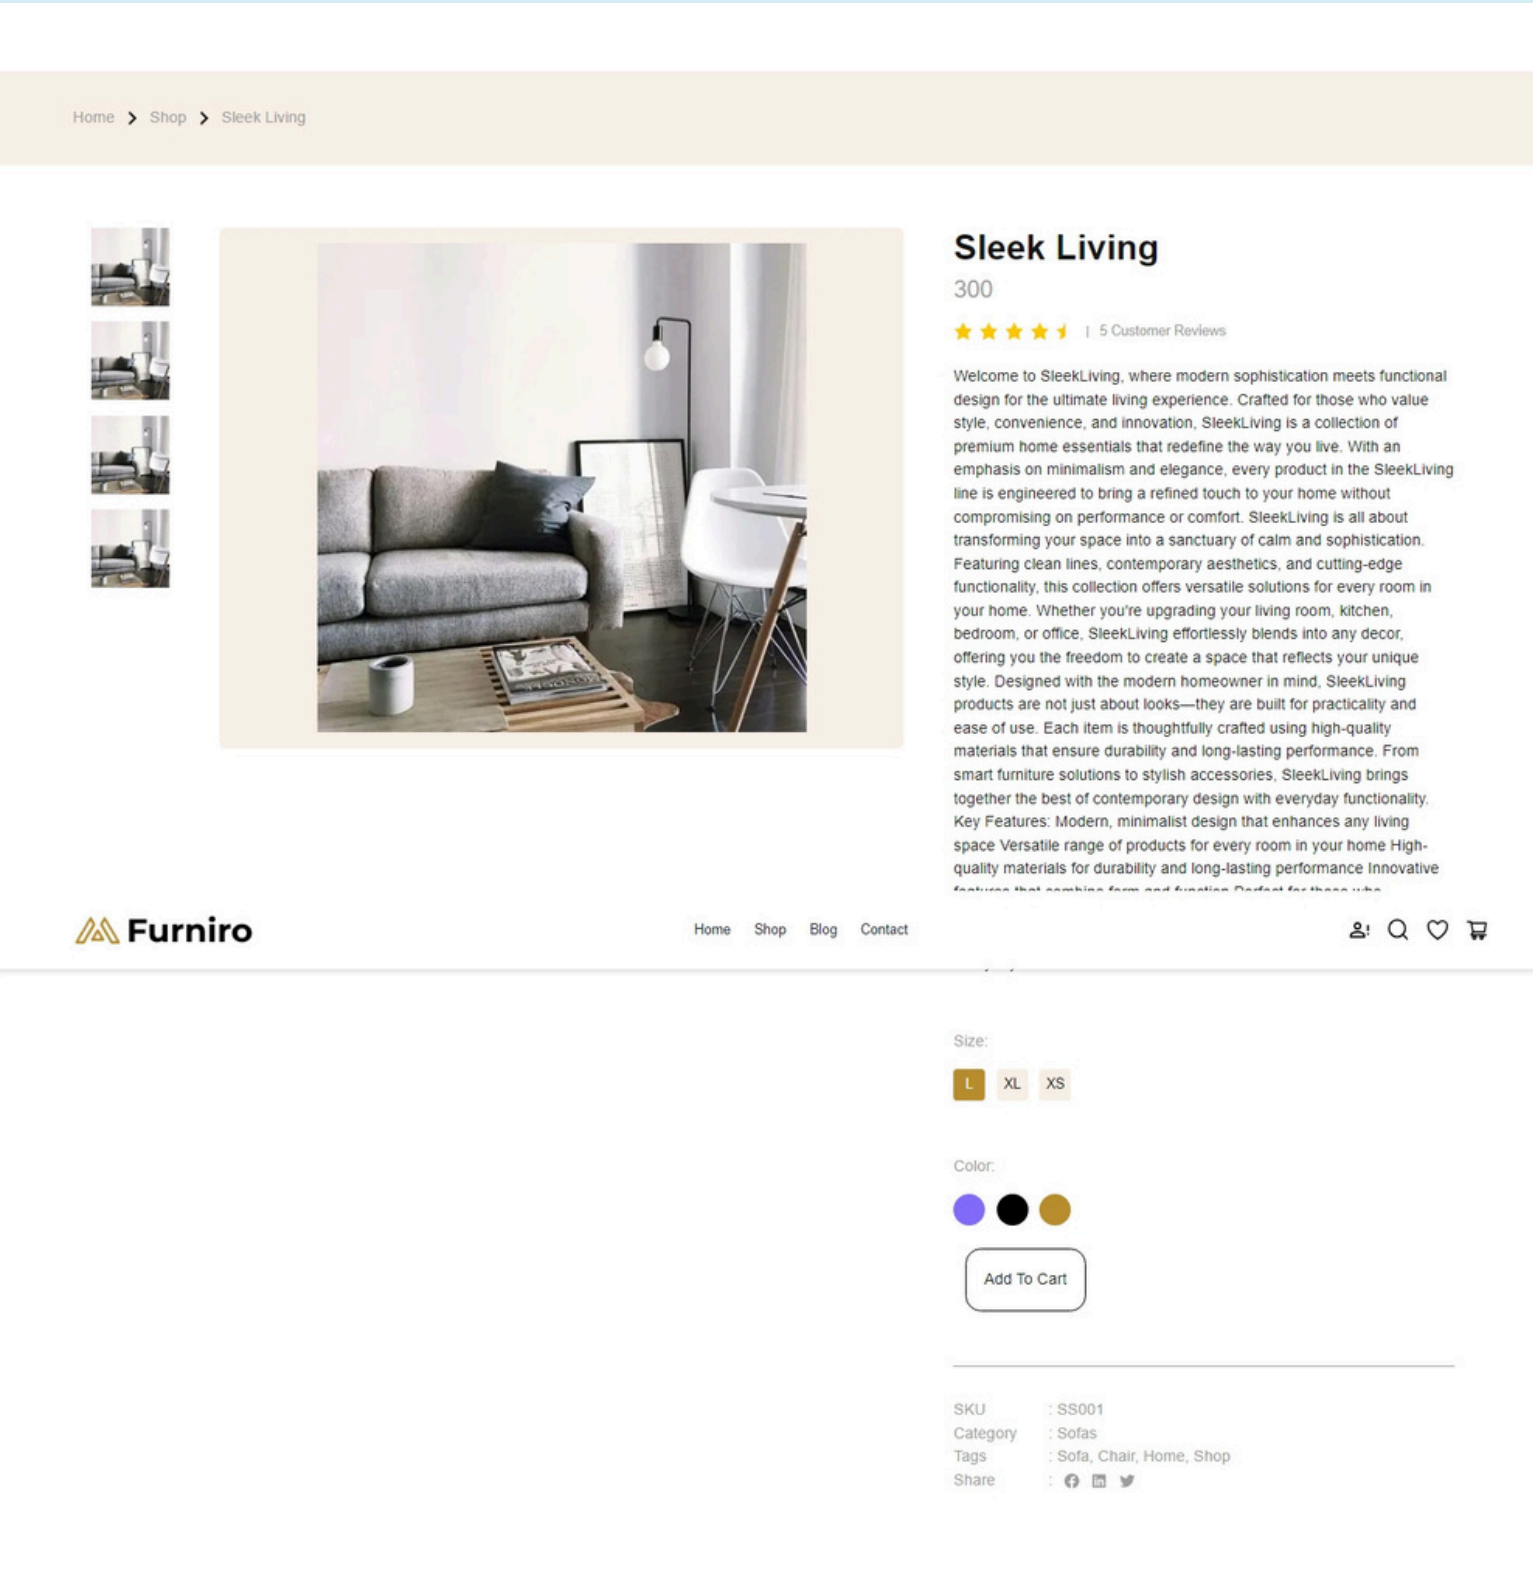 Home Shop Sleek Living
Sleek Living
300
| 5 Customer Reviews
Welcome to SleekLiving, where modern sophistication meets functional
design for the ultimate living experience. Crafted for those who value
style, convenience, and innovation, SleekLiving is a collection of
premium home essentials that redefine the way you live. With an
emphasis on minimalism and elegance, every product in the SleekLiving
line is engineered to bring a refined touch to your home without
compromising on performance or comfort. SleekLiving is all about
transforming your space into a sanctuary of calm and sophistication.
Featuring clean lines, contemporary aesthetics, and cutting-edge
functionality, this collection offers versatile solutions for every room in
your home. Whether you're upgrading your living room, kitchen,
bedroom, or office, SleekLiving effortlessly blends into any decor,
offering you the freedom to create a space that reflects your unique
style. Designed with the modern homeowner in mind, SleekLiving
products are not just about looks—they are built for practicality and
ease of use. Each item is thoughtfully crafted using high-quality
materials that ensure durability and long-lasting performance. From
smart furniture solutions to stylish accessories, SleekLiving brings
together the best of contemporary design with everyday functionality.
Key Features: Modern, minimalist design that enhances any living
space Versatile range of products for every room in your home High-
quality materials for durability and long-lasting performance Innovative
features that combine form and function Perfect for those who
Furniro
Home Shop Blog Contact
Size:
L XL XS
Color:
Add To Cart
SKU : SS001
Category : Sofas
Tags : Sofa, Chair, Home, Shop
Share :